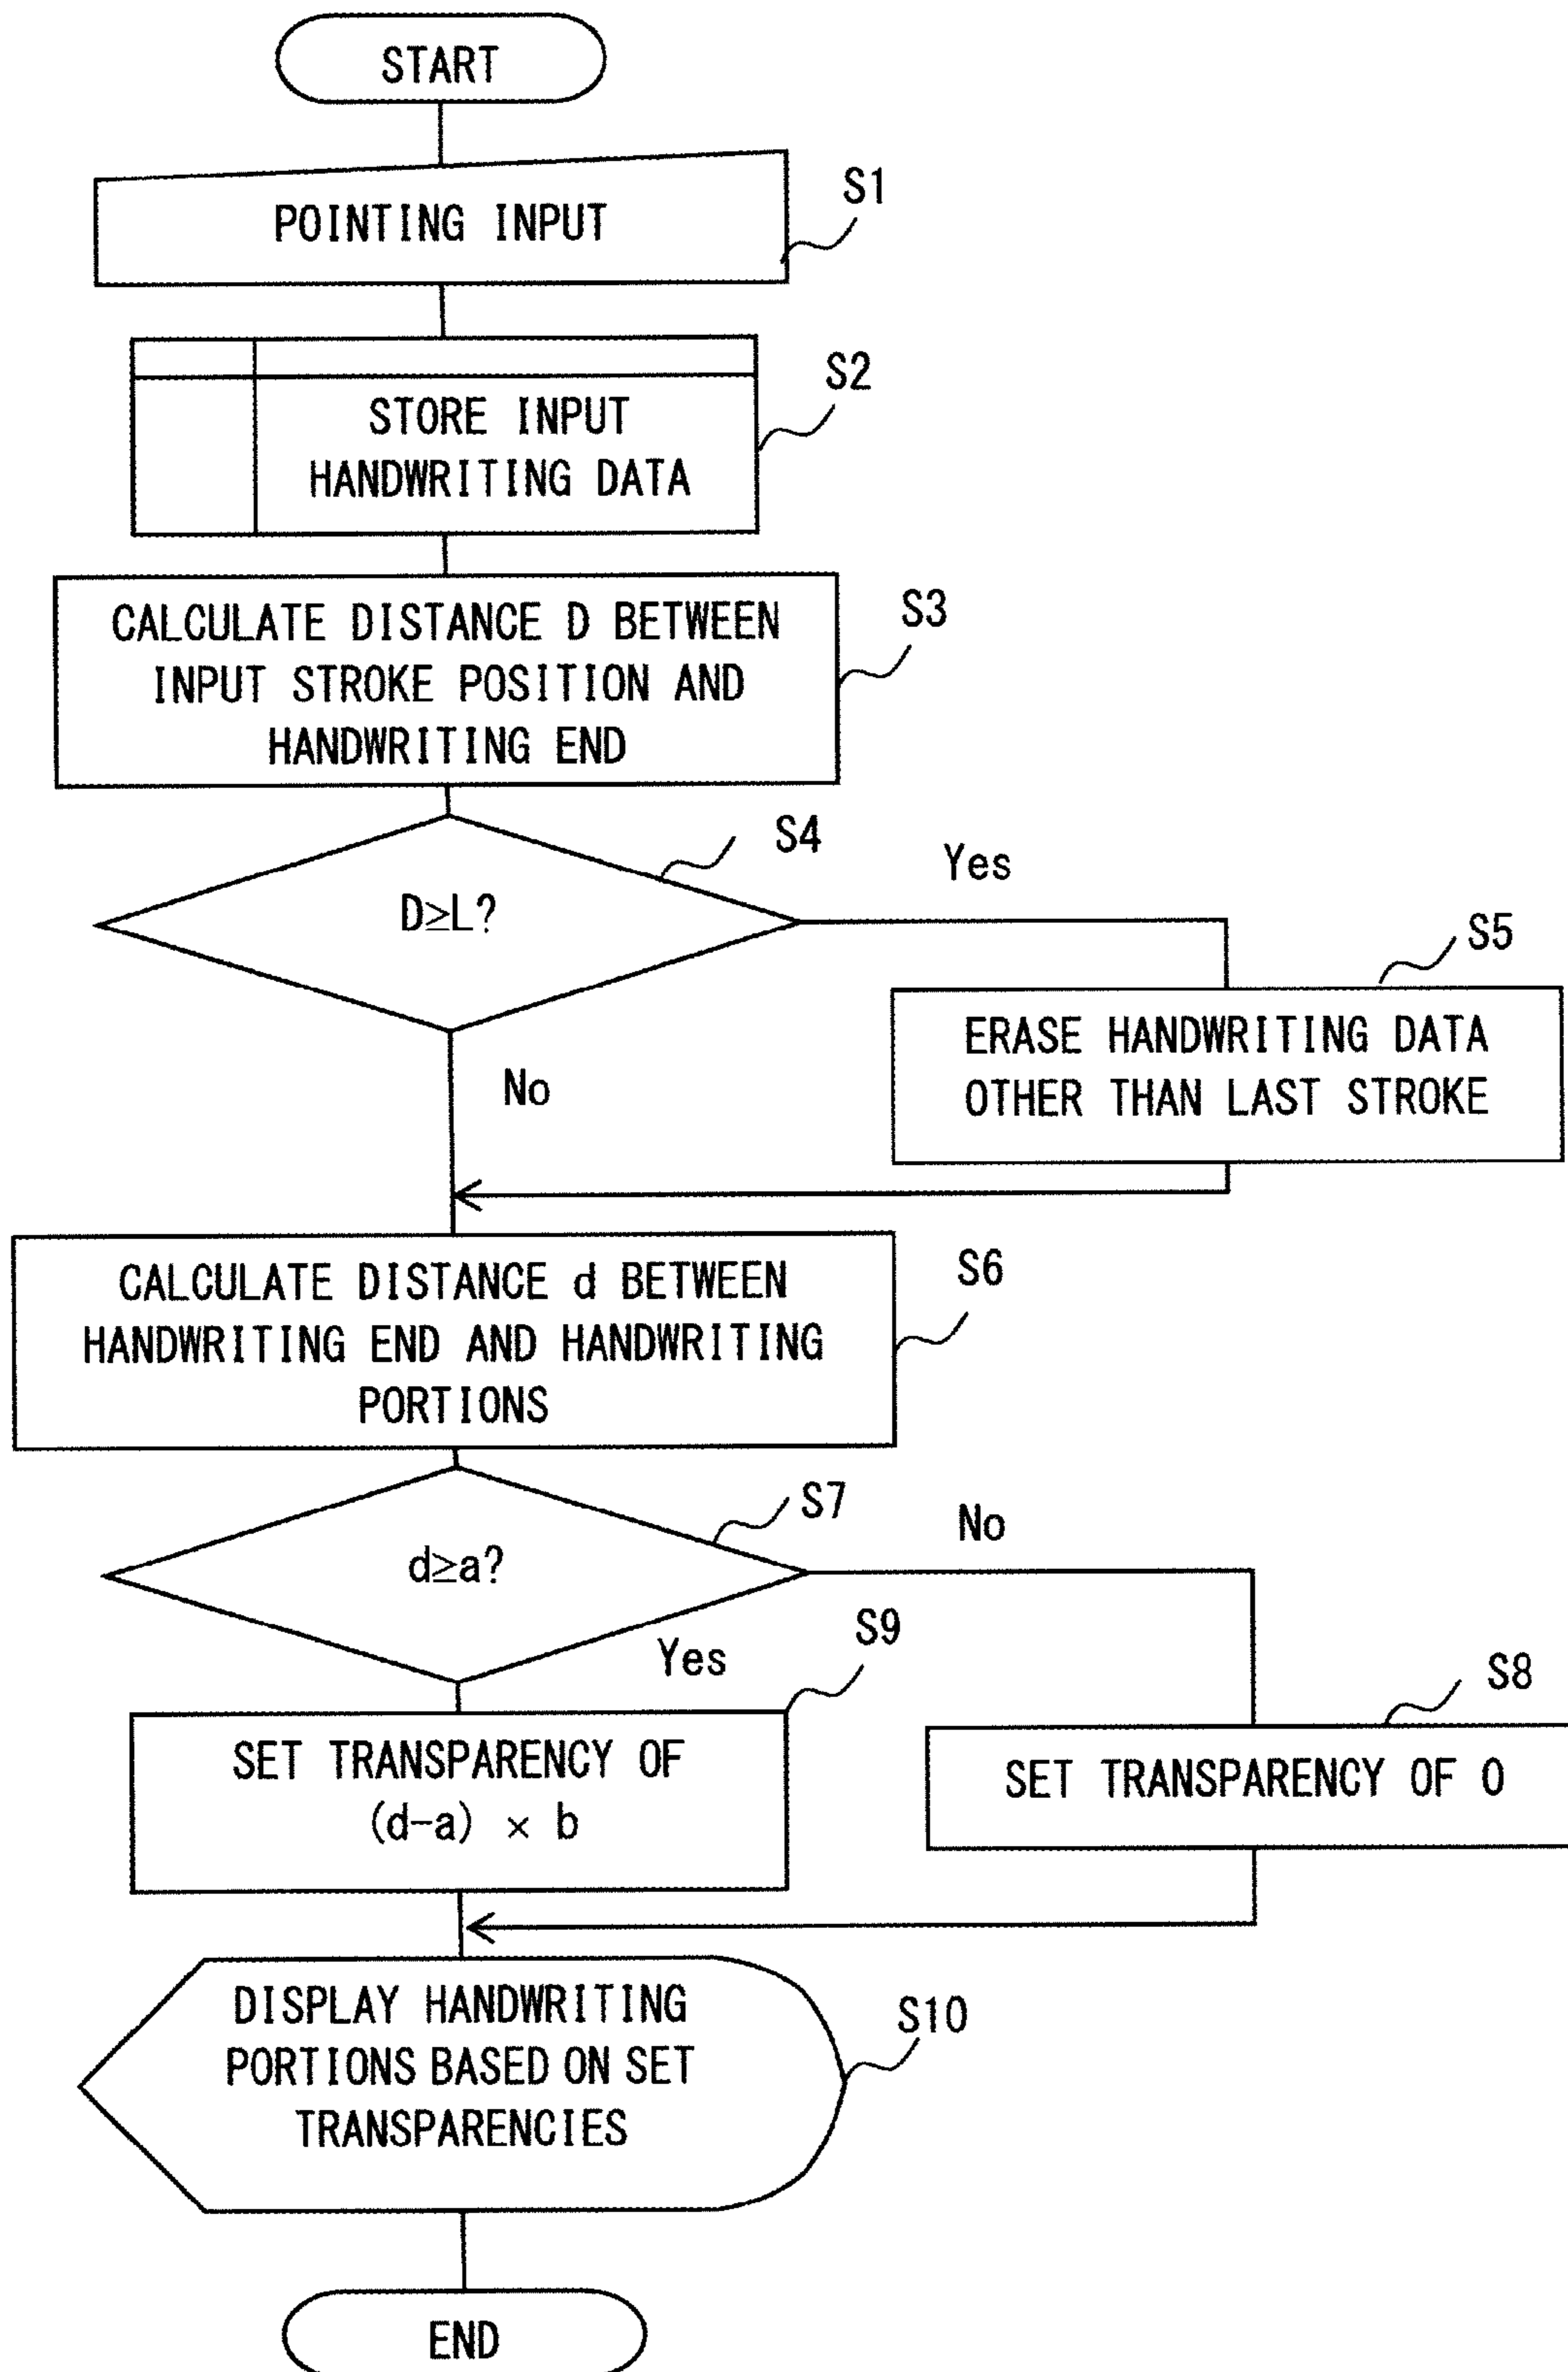 START
POINTING INPUT
S1
STORE INPUT
HANDWRITING DATA
S2
CALCULATE DISTANCE D BETWEEN
INPUT STROKE POSITION AND
HANDWRITING END
S3
D≥L?
S4
Yes
No
ERASE HANDWRITING DATA
OTHER THAN LAST STROKE
S5
CALCULATE DISTANCE d BETWEEN
HANDWRITING END AND HANDWRITING
PORTIONS
S6
d≥a?
S7
No
Yes
SET TRANSPARENCY OF
(d-a) × b
S9
SET TRANSPARENCY OF 0
S8
DISPLAY HANDWRITING
PORTIONS BASED ON SET
TRANSPARENCIES
S10
END